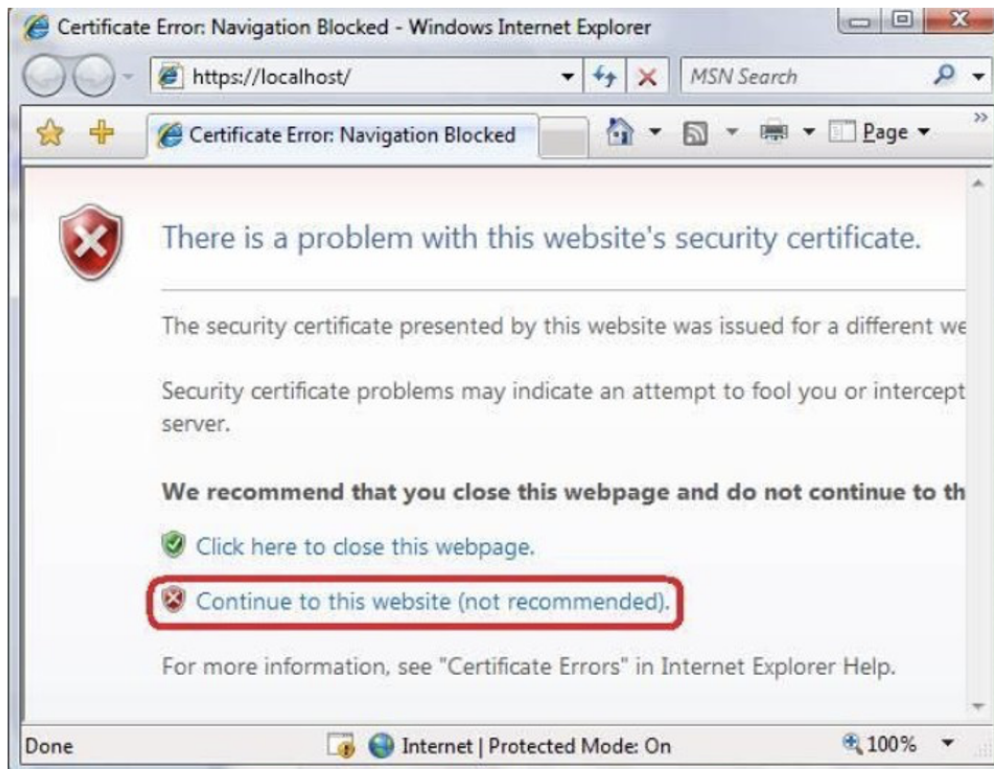 Certificate Error: Navigation Blocked - Windows Internet Explorer
https://localhost/
MSN Search
Certificate Error: Navigation Blocked
Page
»
There is a problem with this website's security certificate.
The security certificate presented by this website was issued for a different we
Security certificate problems may indicate an attempt to fool you or intercept
server.
We recommend that you close this webpage and do not continue to th
Click here to close this webpage.
Continue to this website (not recommended).
For more information, see "Certificate Errors" in Internet Explorer Help.
Done
Internet | Protected Mode: On
100%